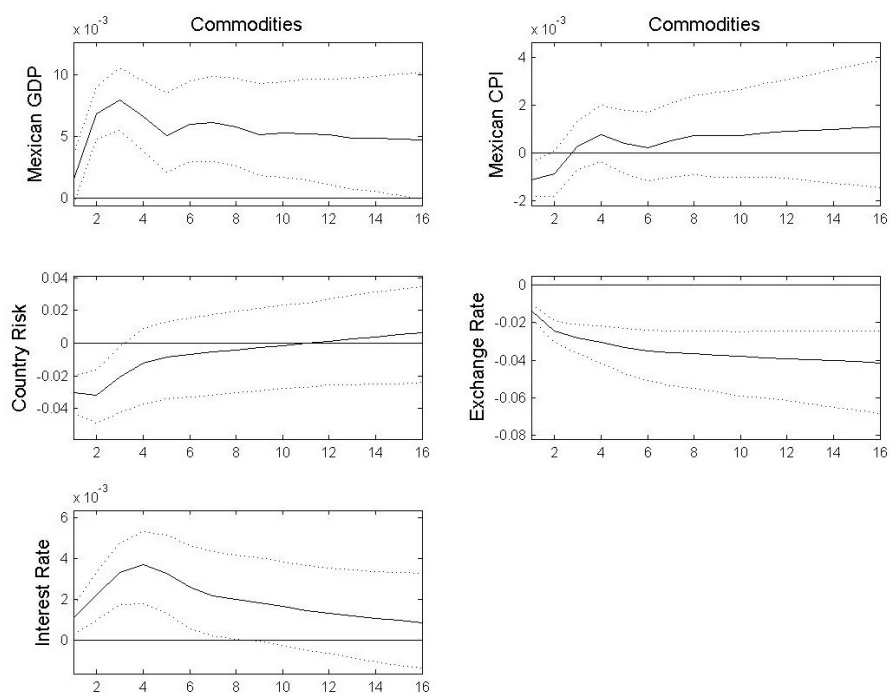 Commodities
x 10⁻³
Mexican GDP
10
5
0
2 4 6 8 10 12 14 16
Commodities
x 10⁻³
Mexican CPI
4
2
0
-2
2 4 6 8 10 12 14 16
Country Risk
0.04
0.02
0
-0.02
-0.04
2 4 6 8 10 12 14 16
Exchange Rate
0
-0.02
-0.04
-0.06
-0.08
2 4 6 8 10 12 14 16
x 10⁻³
Interest Rate
6
4
2
0
2 4 6 8 10 12 14 16